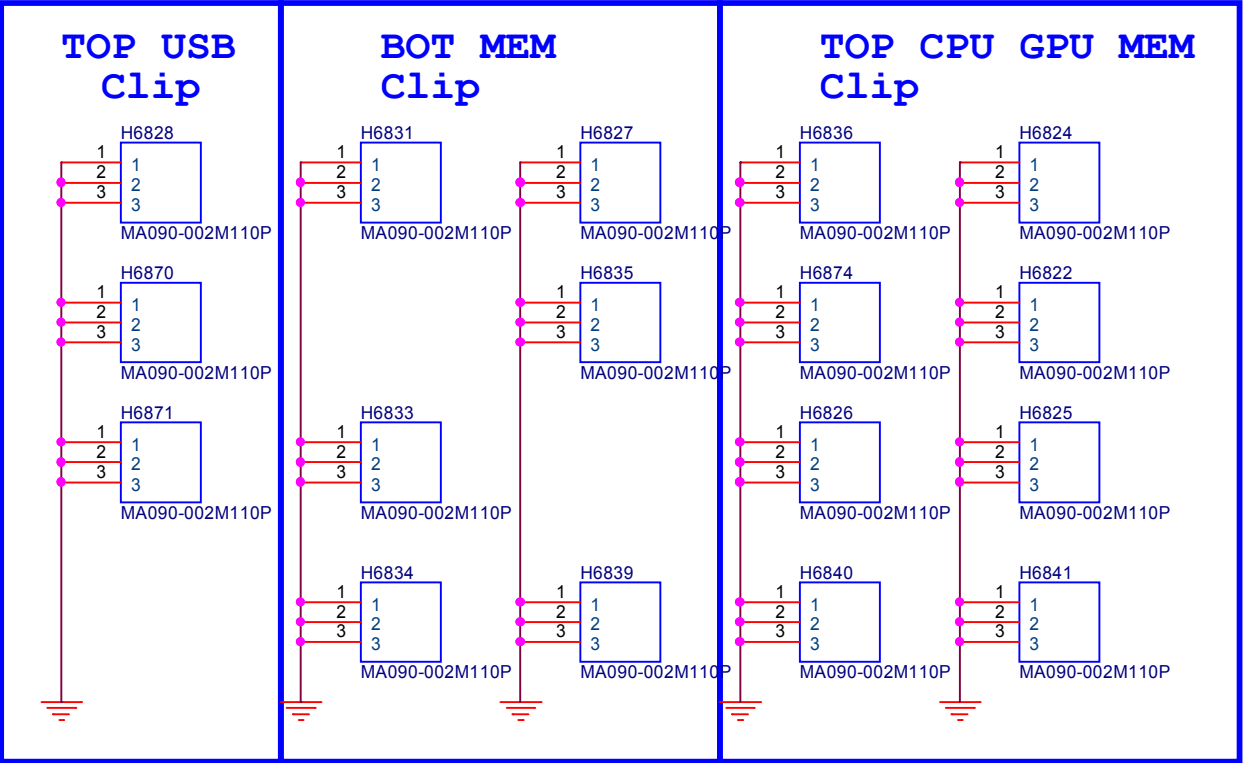 TOP USB
Clip
H6828
1
2
3
1
2
3
MA090-002M110P
H6870
1
2
3
1
2
3
MA090-002M110P
H6871
1
2
3
1
2
3
MA090-002M110P
BOT MEM
Clip
H6831
1
2
3
1
2
3
MA090-002M110P
H6833
1
2
3
1
2
3
MA090-002M110P
H6834
1
2
3
1
2
3
MA090-002M110P
H6827
1
2
3
1
2
3
MA090-002M110P
H6835
1
2
3
1
2
3
MA090-002M110P
H6839
1
2
3
1
2
3
MA090-002M110P
TOP CPU GPU MEM
Clip
H6836
1
2
3
1
2
3
MA090-002M110P
H6874
1
2
3
1
2
3
MA090-002M110P
H6826
1
2
3
1
2
3
MA090-002M110P
H6840
1
2
3
1
2
3
MA090-002M110P
H6824
1
2
3
1
2
3
MA090-002M110P
H6822
1
2
3
1
2
3
MA090-002M110P
H6825
1
2
3
1
2
3
MA090-002M110P
H6841
1
2
3
1
2
3
MA090-002M110P